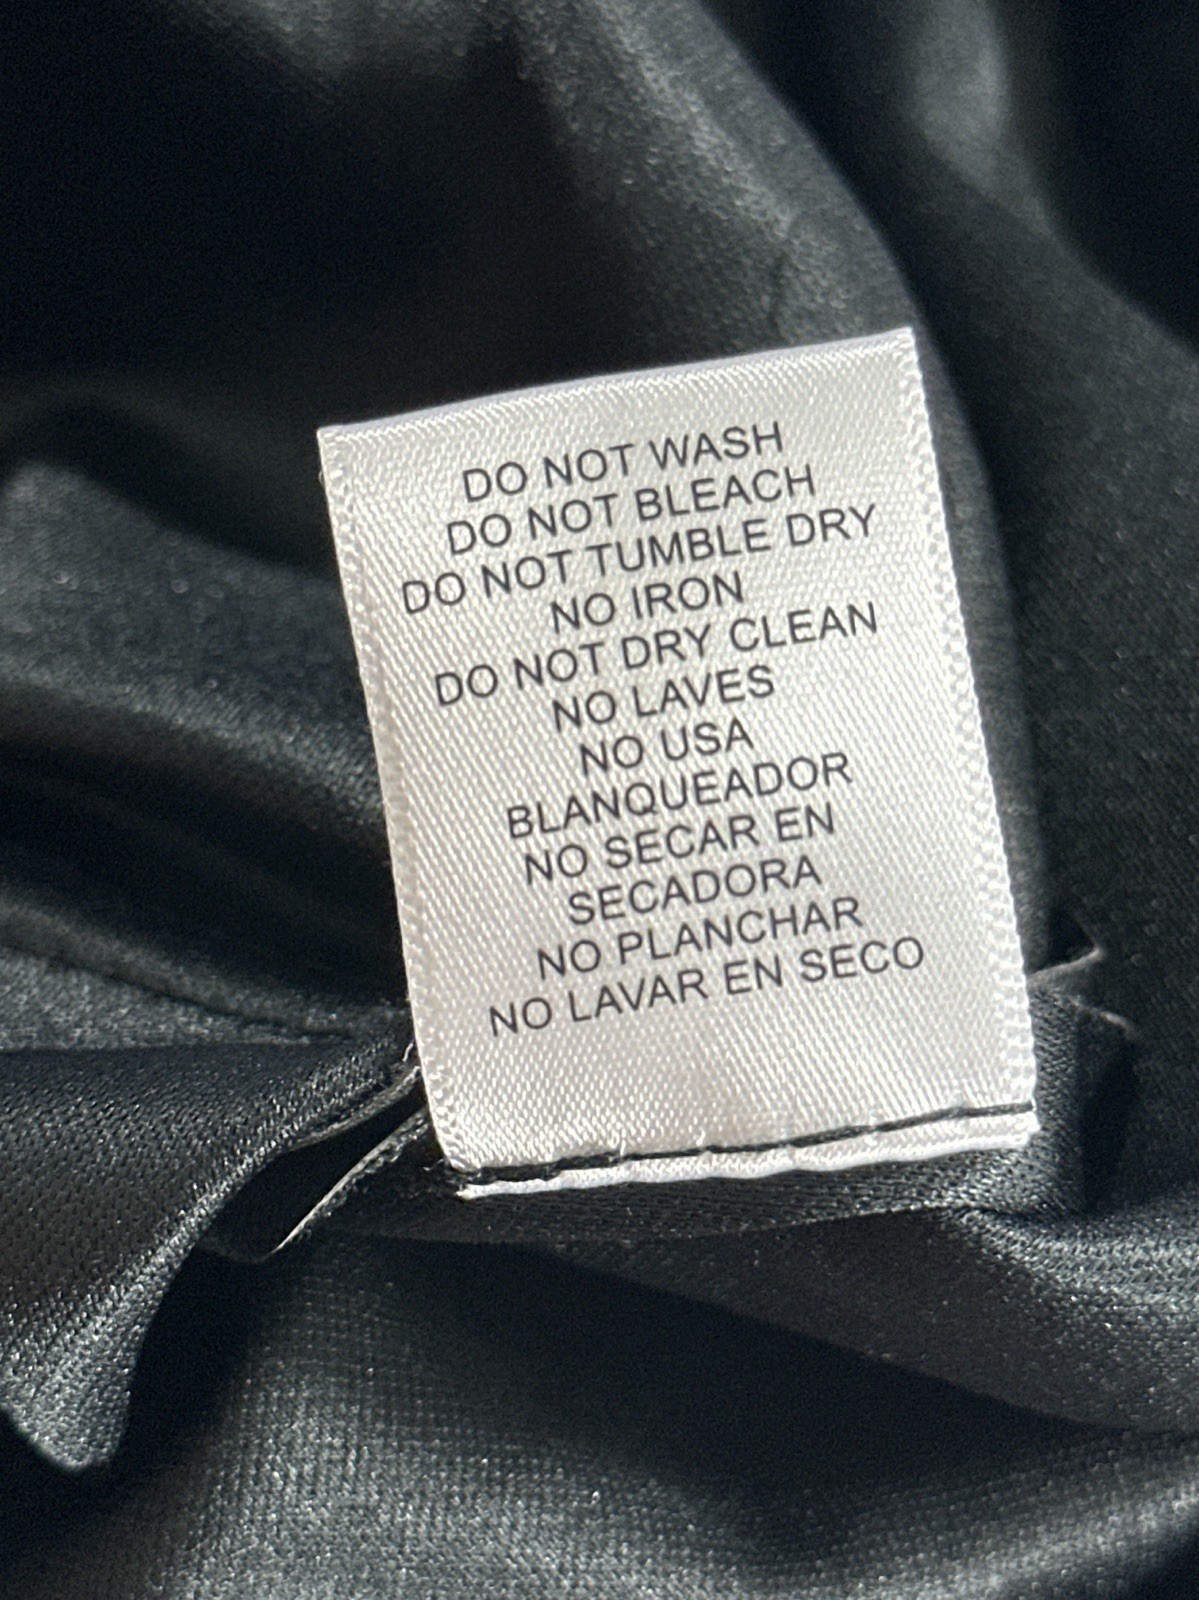 DO NOT WASH
DO NOT BLEACH
DO NOT TUMBLE DRY
NO IRON
DO NOT DRY CLEAN
NO LAVES
NO USA
BLANQUEADOR
NO SECAR EN
SECADORA
NO PLANCHAR
NO LAVAR EN SECO